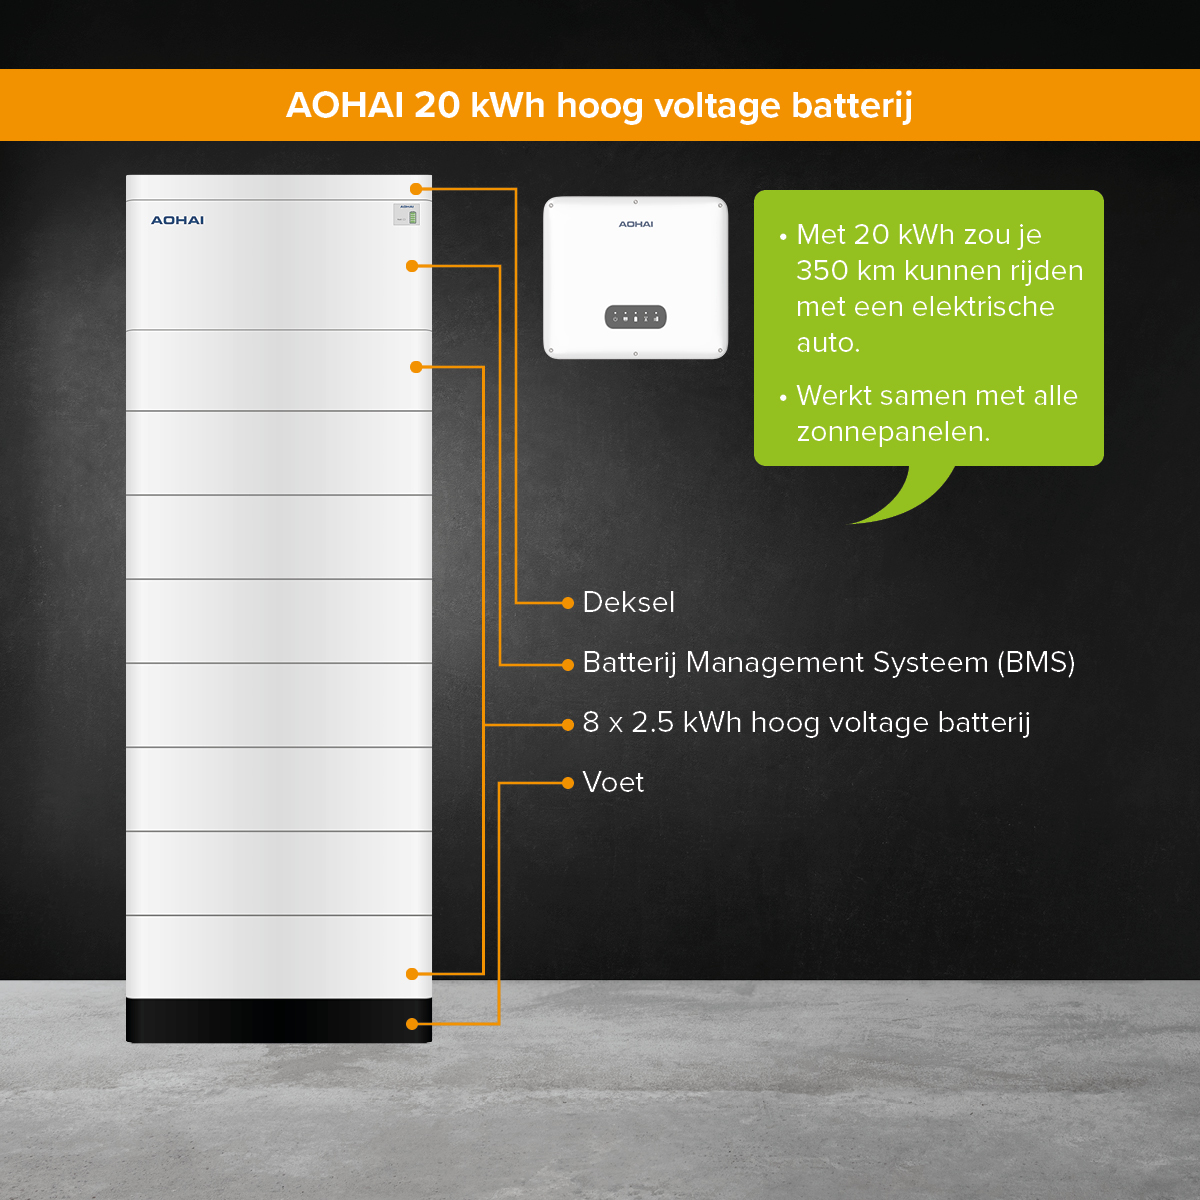 AOHAI 20 kWh hoog voltage batterij
AOHAI
AOHAI
AOHAI
• Met 20 kWh zou je
350 km kunnen rijden
met een elektrische
auto.
• Werkt samen met alle
zonnepanelen.
Deksel
Batterij Management Systeem (BMS)
8 x 2.5 kWh hoog voltage batterij
Voet